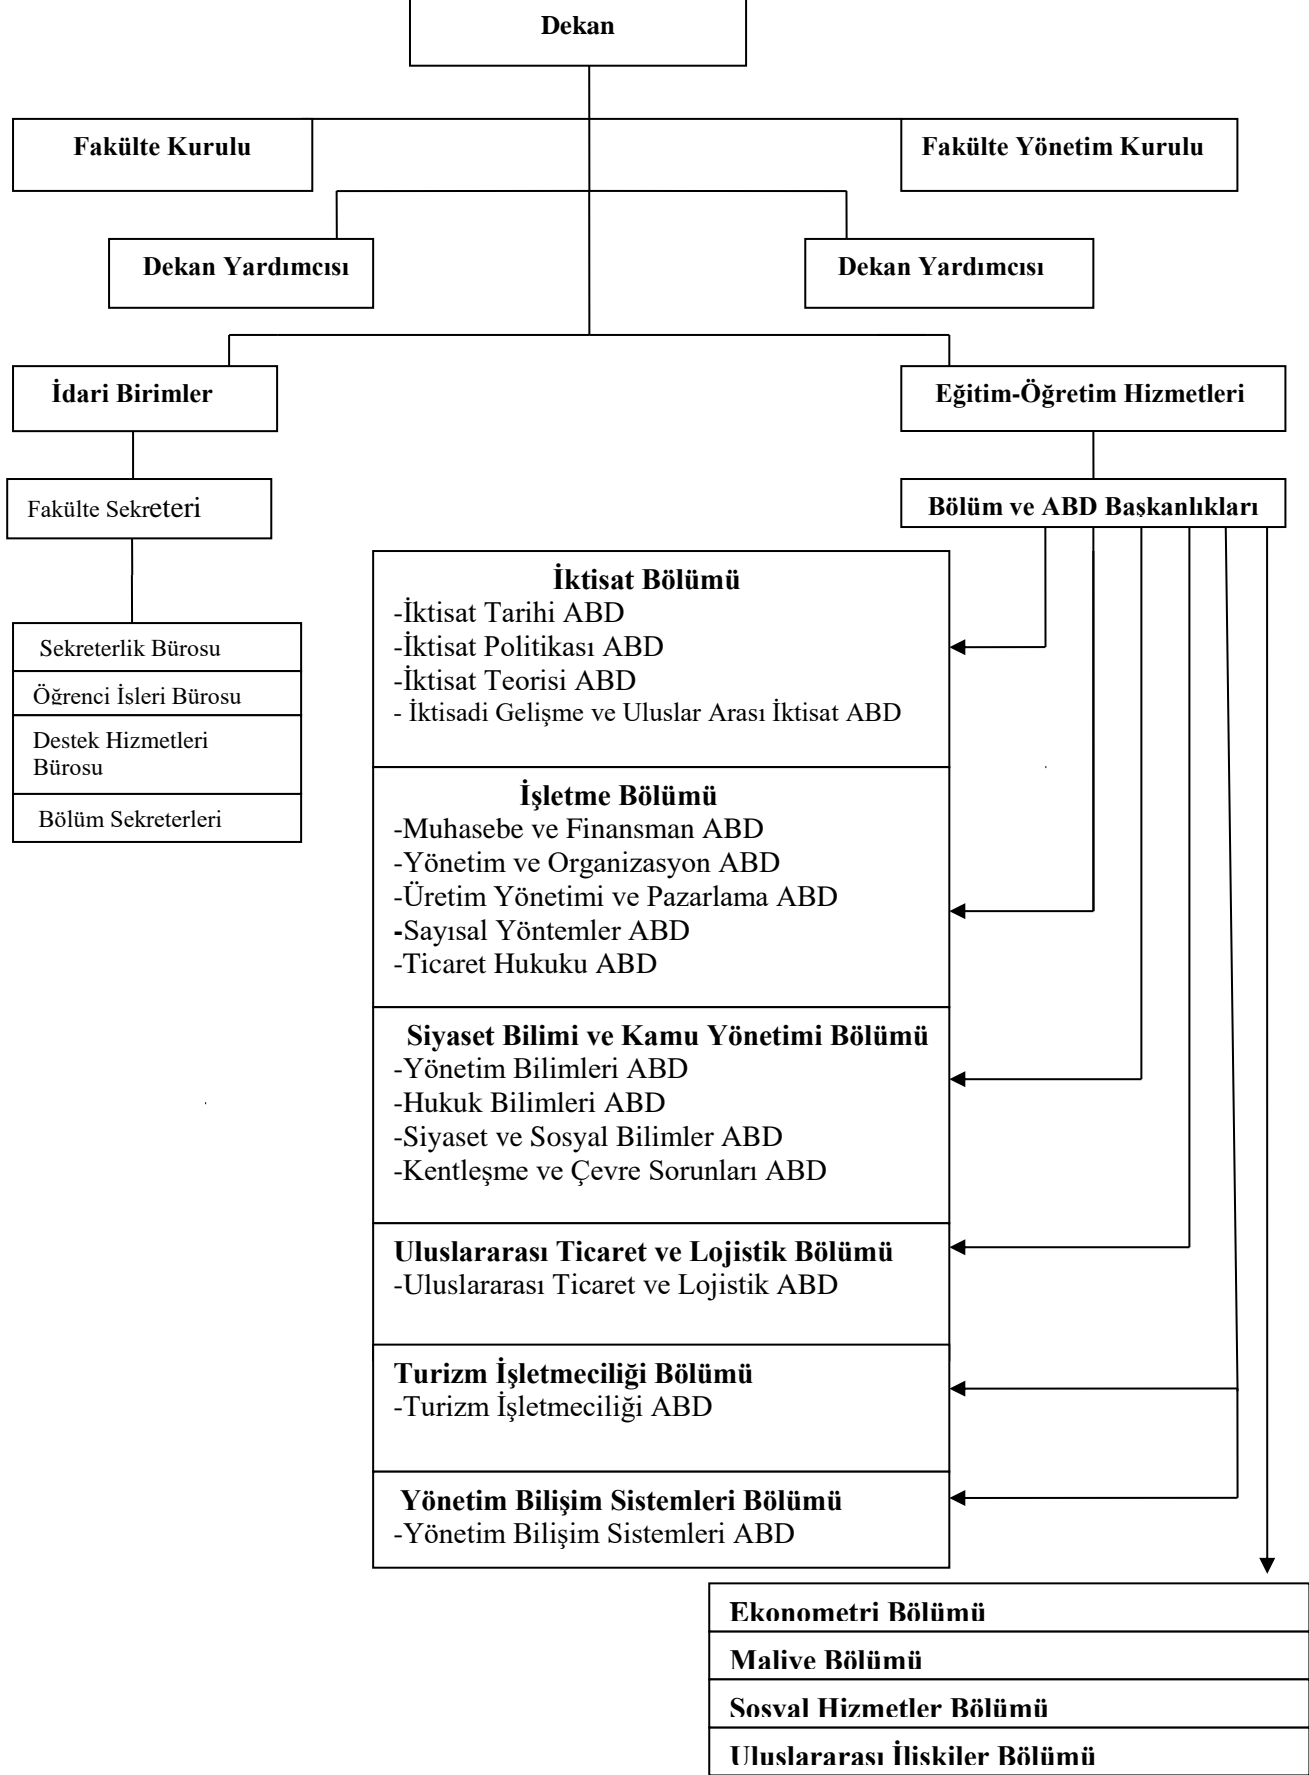 Dekan
Fakülte Kurulu
Fakülte Yönetim Kurulu
Dekan Yardımcısı
Dekan Yardımcısı
İdari Birimler
Eğitim-Öğretim Hizmetleri
Fakülte Sekreteri
Bölüm ve ABD Başkanlıkları
Sekreterlik Bürosu
Öğrenci İşleri Bürosu
Destek Hizmetleri
Bürosu
Bölüm Sekreterleri
İktisat Bölümü
-İktisat Tarihi ABD
-İktisat Politikası ABD
-İktisat Teorisi ABD
- İktisadi Gelişme ve Uluslar Arası İktisat ABD
İşletme Bölümü
-Muhasebe ve Finansman ABD
-Yönetim ve Organizasyon ABD
-Üretim Yönetimi ve Pazarlama ABD
-Sayısal Yöntemler ABD
-Ticaret Hukuku ABD
Siyaset Bilimi ve Kamu Yönetimi Bölümü
-Yönetim Bilimleri ABD
-Hukuk Bilimleri ABD
-Siyaset ve Sosyal Bilimler ABD
-Kentleşme ve Çevre Sorunları ABD
Uluslararası Ticaret ve Lojistik Bölümü
-Uluslararası Ticaret ve Lojistik ABD
Turizm İşletmeciliği Bölümü
-Turizm İşletmeciliği ABD
Yönetim Bilişim Sistemleri Bölümü
-Yönetim Bilişim Sistemleri ABD
Ekonometri Bölümü
Maliye Bölümü
Sosyal Hizmetler Bölümü
Uluslararası İlişkiler Bölümü